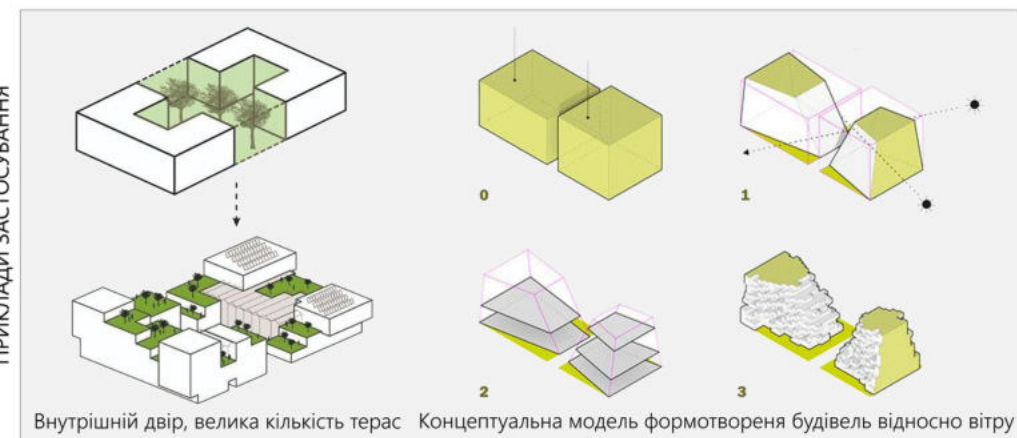 ПРИКЛАДИ ЗАСТОСУВАННЯ
0
1
2
3
Внутрішній двір, велика кількість терас
Концептуальна модель формотвореня будівель відносно вітру